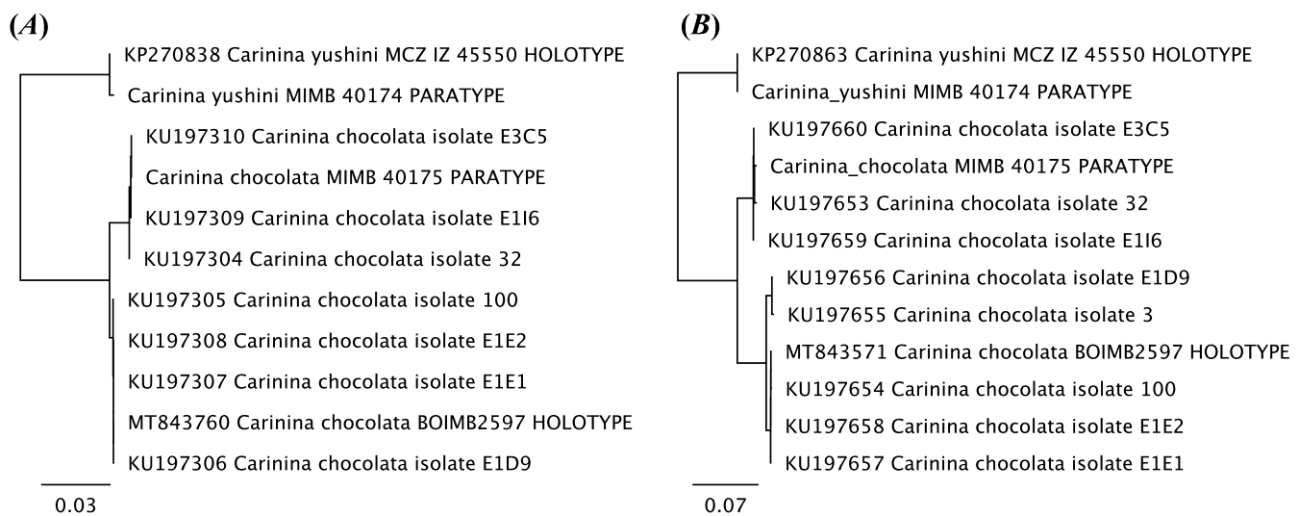 (A)
KP270838 Carinina yushini MCZ IZ 45550 HOLOTYPE
Carinina yushini MIMB 40174 PARATYPE
KU197310 Carinina chocolata isolate E3C5
Carinina chocolata MIMB 40175 PARATYPE
KU197309 Carinina chocolata isolate E1I6
KU197304 Carinina chocolata isolate 32
KU197305 Carinina chocolata isolate 100
KU197308 Carinina chocolata isolate E1E2
KU197307 Carinina chocolata isolate E1E1
MT843760 Carinina chocolata BOIMB2597 HOLOTYPE
KU197306 Carinina chocolata isolate E1D9
0.03
(B)
KP270863 Carinina yushini MCZ IZ 45550 HOLOTYPE
Carinina_yushini MIMB 40174 PARATYPE
KU197660 Carinina chocolata isolate E3C5
Carinina_chocolata MIMB 40175 PARATYPE
KU197653 Carinina chocolata isolate 32
KU197659 Carinina chocolata isolate E1I6
KU197656 Carinina chocolata isolate E1D9
KU197655 Carinina chocolata isolate 3
MT843571 Carinina chocolata BOIMB2597 HOLOTYPE
KU197654 Carinina chocolata isolate 100
KU197658 Carinina chocolata isolate E1E2
KU197657 Carinina chocolata isolate E1E1
0.07